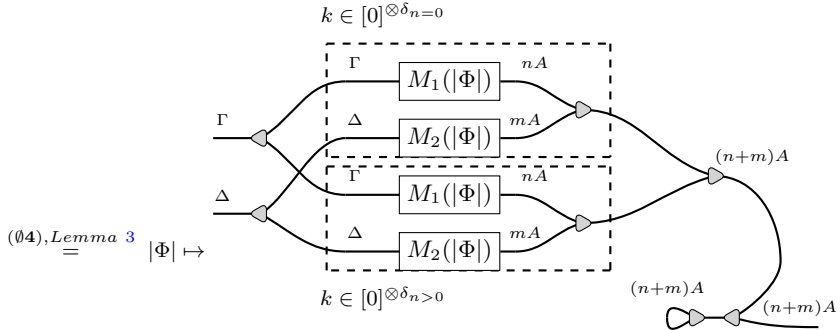 k ∈ [0]^{⊗δ_{n=0}}
Γ M_1(|Φ|) nA
Δ M_2(|Φ|) mA
Γ
(n+m)A
Γ M_1(|Φ|) nA
Δ
Δ M_2(|Φ|) mA
(∅4),Lemma 3
= |Φ| ↦
k ∈ [0]^{⊗δ_{n>0}}
(n+m)A
(n+m)A